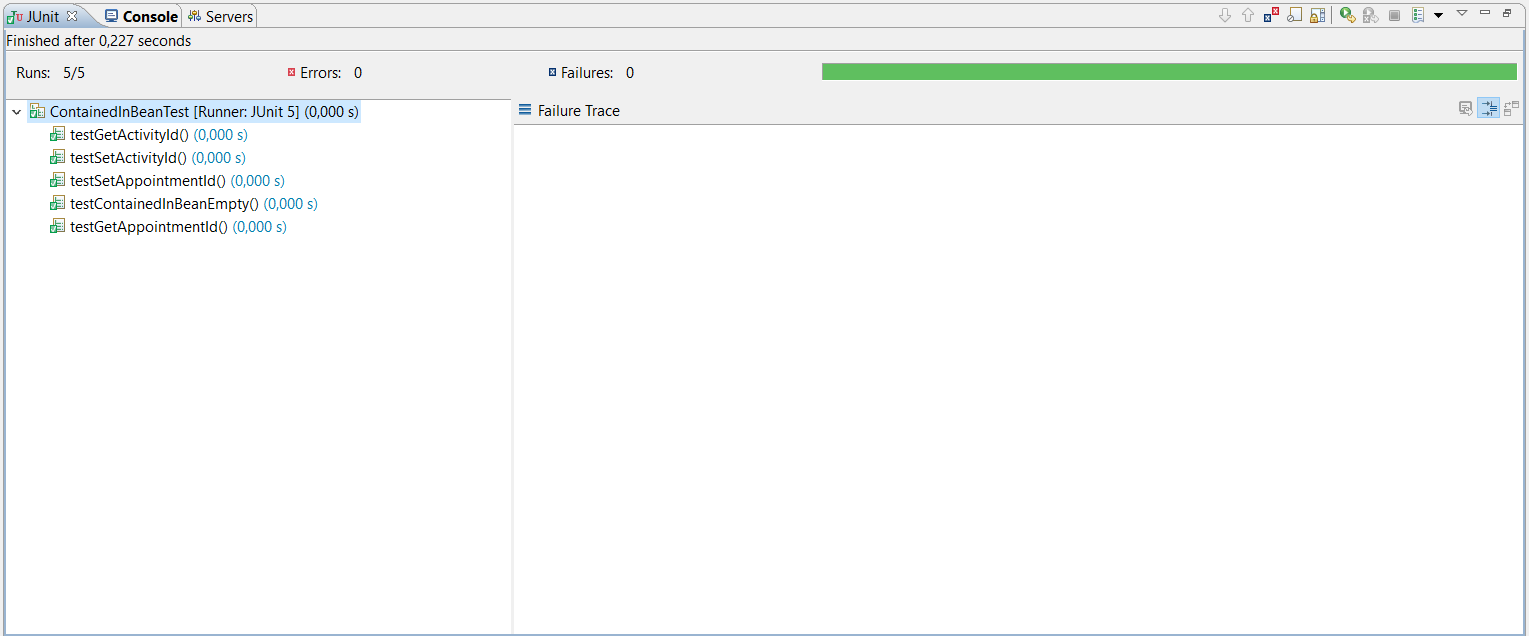 JUnit Console Servers
Finished after 0,227 seconds
Runs: 5/5 Errors: 0 Failures: 0
ContainedInBeanTest [Runner: JUnit 5] (0,000 s)
Failure Trace
testGetActivityId() (0,000 s)
testSetActivityId() (0,000 s)
testSetAppointmentId() (0,000 s)
testContainedInBeanEmpty() (0,000 s)
testGetAppointmentId() (0,000 s)